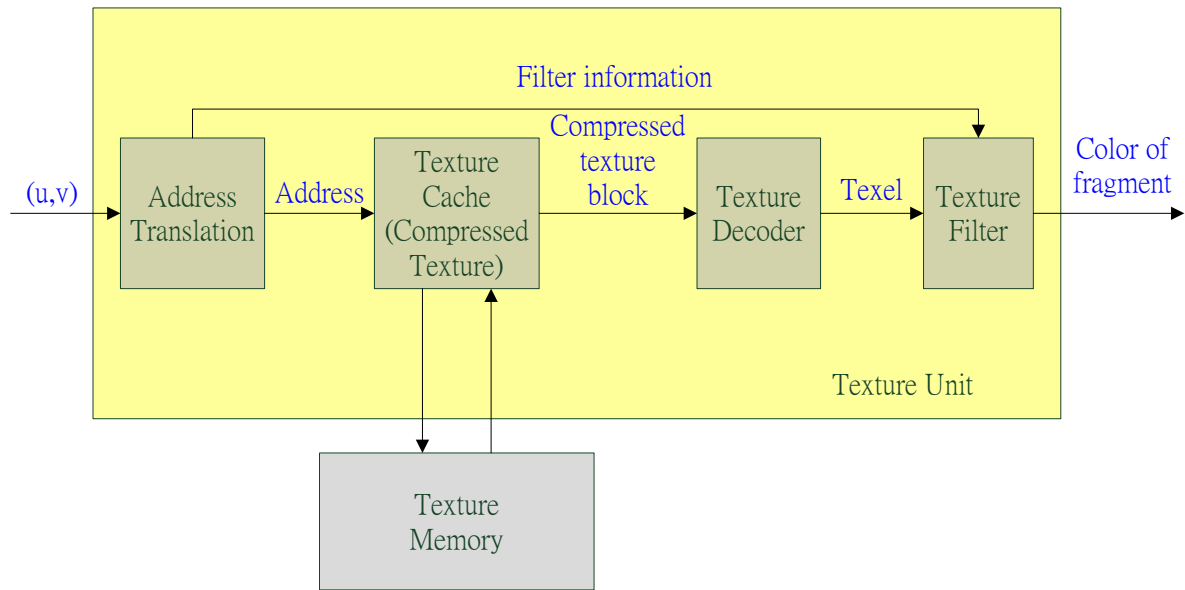 Filter information
(u,v)
Address
Translation
Address
Texture
Cache
(Compressed
Texture)
Compressed
texture
block
Texture
Decoder
Texel
Texture
Filter
Color of
fragment
Texture Unit
Texture
Memory